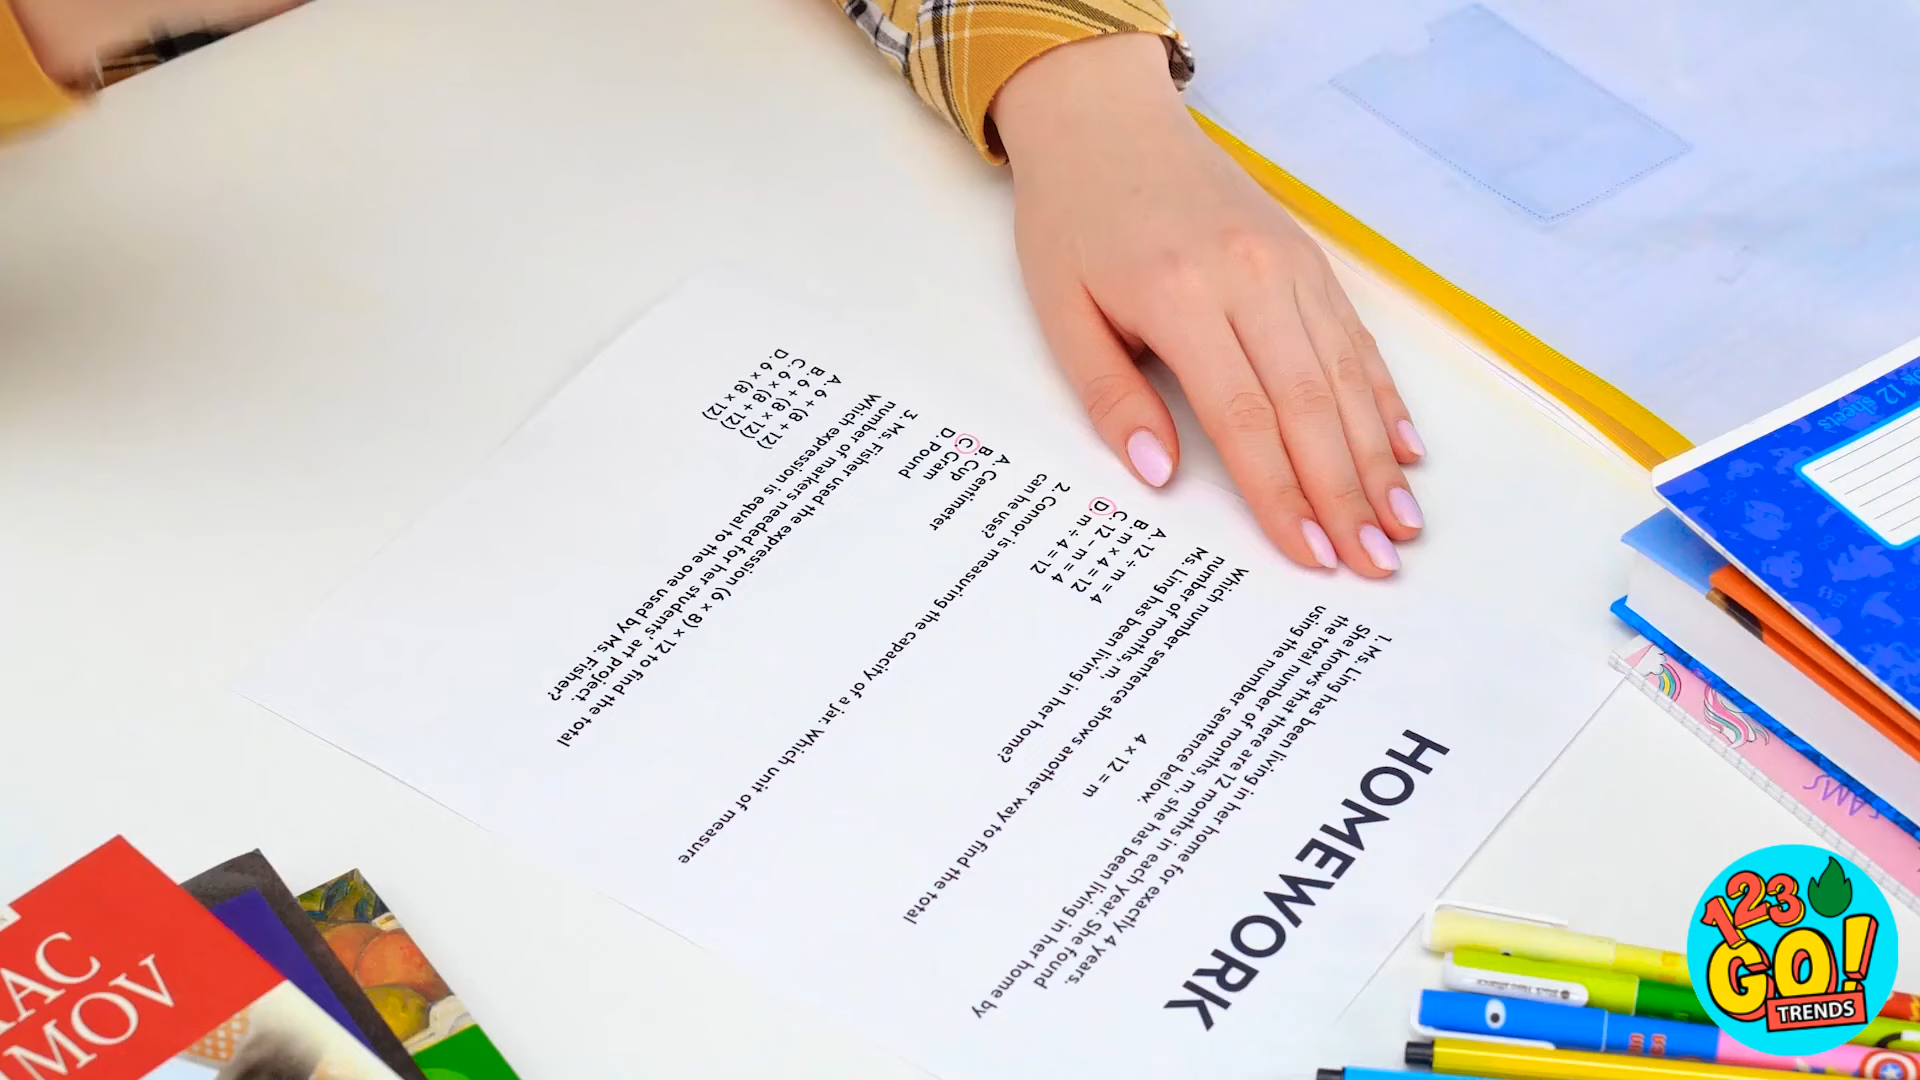 HOMEWORK
1. Ms. Ling has been living in her home for exactly 4 years.
She knows that there are 12 months in each year. She found
the total number of months, m, she has been living in her home by
using the number sentence below.
4 × 12 = m
Which number sentence shows another way to find the total
number of months, m,
Ms. Ling has been living in her home?
A. 12 ÷ m = 4
B. m × 4 = 12
C. 12 − m = 4
D. m ÷ 4 = 12
2. Connor is measuring the capacity of a jar. Which unit of measure
can he use?
A. Centimeter
B. Cup
C. Gram
D. Pound
3. Ms. Fisher used the expression (6 × 8) × 12 to find the total
number of markers needed for her students' art project.
Which expression is equal to the one used by Ms. Fisher?
A. 6 + (8 + 12)
B. 6 + (8 × 12)
C. 6 × (8 + 12)
D. 6 × (8 × 12)
12 sheets
AC
MOV
123
GO!
TRENDS